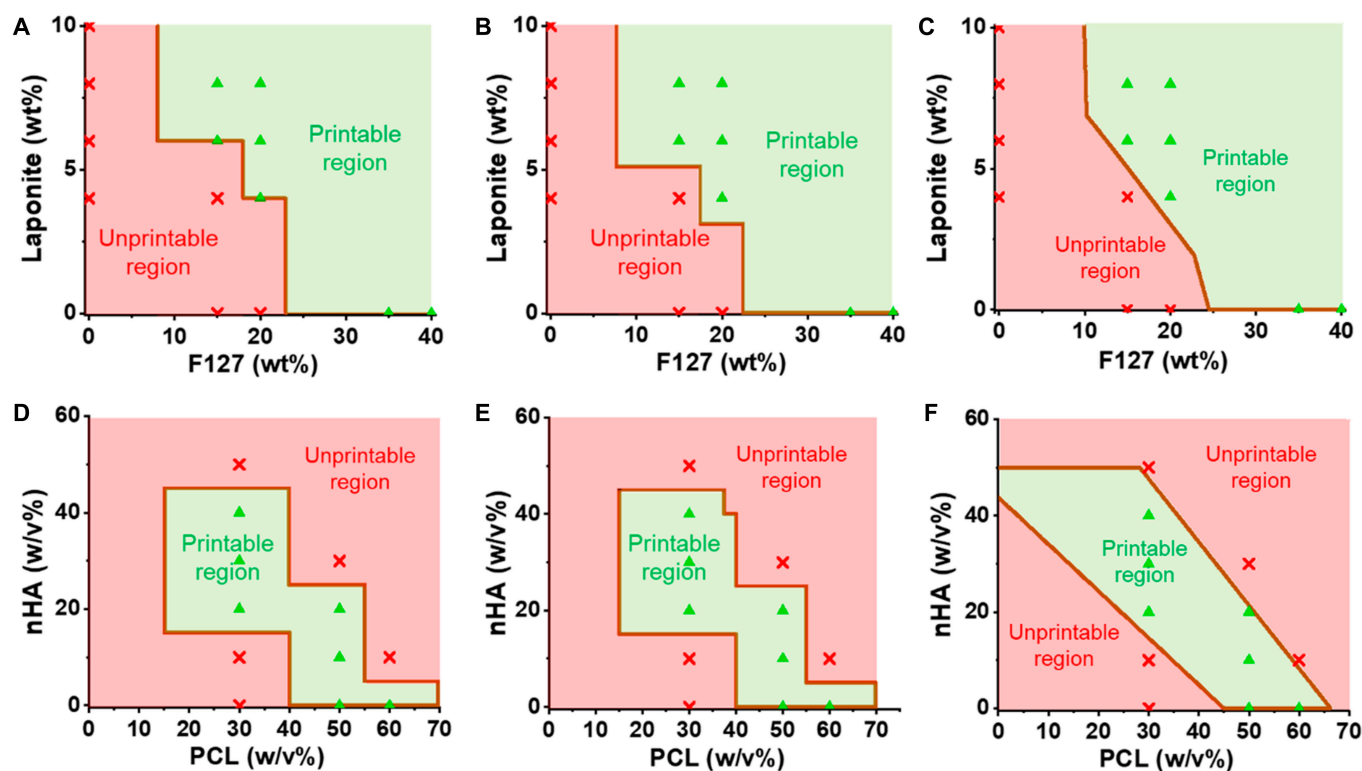 A
10
5
0
Laponite (wt%)
Printable
region
Unprintable
region
0
10
20
30
40
F127 (wt%)
B
10
5
0
Laponite (wt%)
Printable
region
Unprintable
region
0
10
20
30
40
F127 (wt%)
C
10
5
0
Laponite (wt%)
Printable
region
Unprintable
region
0
10
20
30
40
F127 (wt%)
D
60
40
20
0
nHA (w/v%)
Unprintable
region
Printable
region
0
10
20
30
40
50
60
70
PCL (w/v%)
E
60
40
20
0
nHA (w/v%)
Unprintable
region
Printable
region
0
10
20
30
40
50
60
70
PCL (w/v%)
F
60
40
20
0
nHA (w/v%)
Unprintable
region
Printable
region
Unprintable
region
0
10
20
30
40
50
60
70
PCL (w/v%)